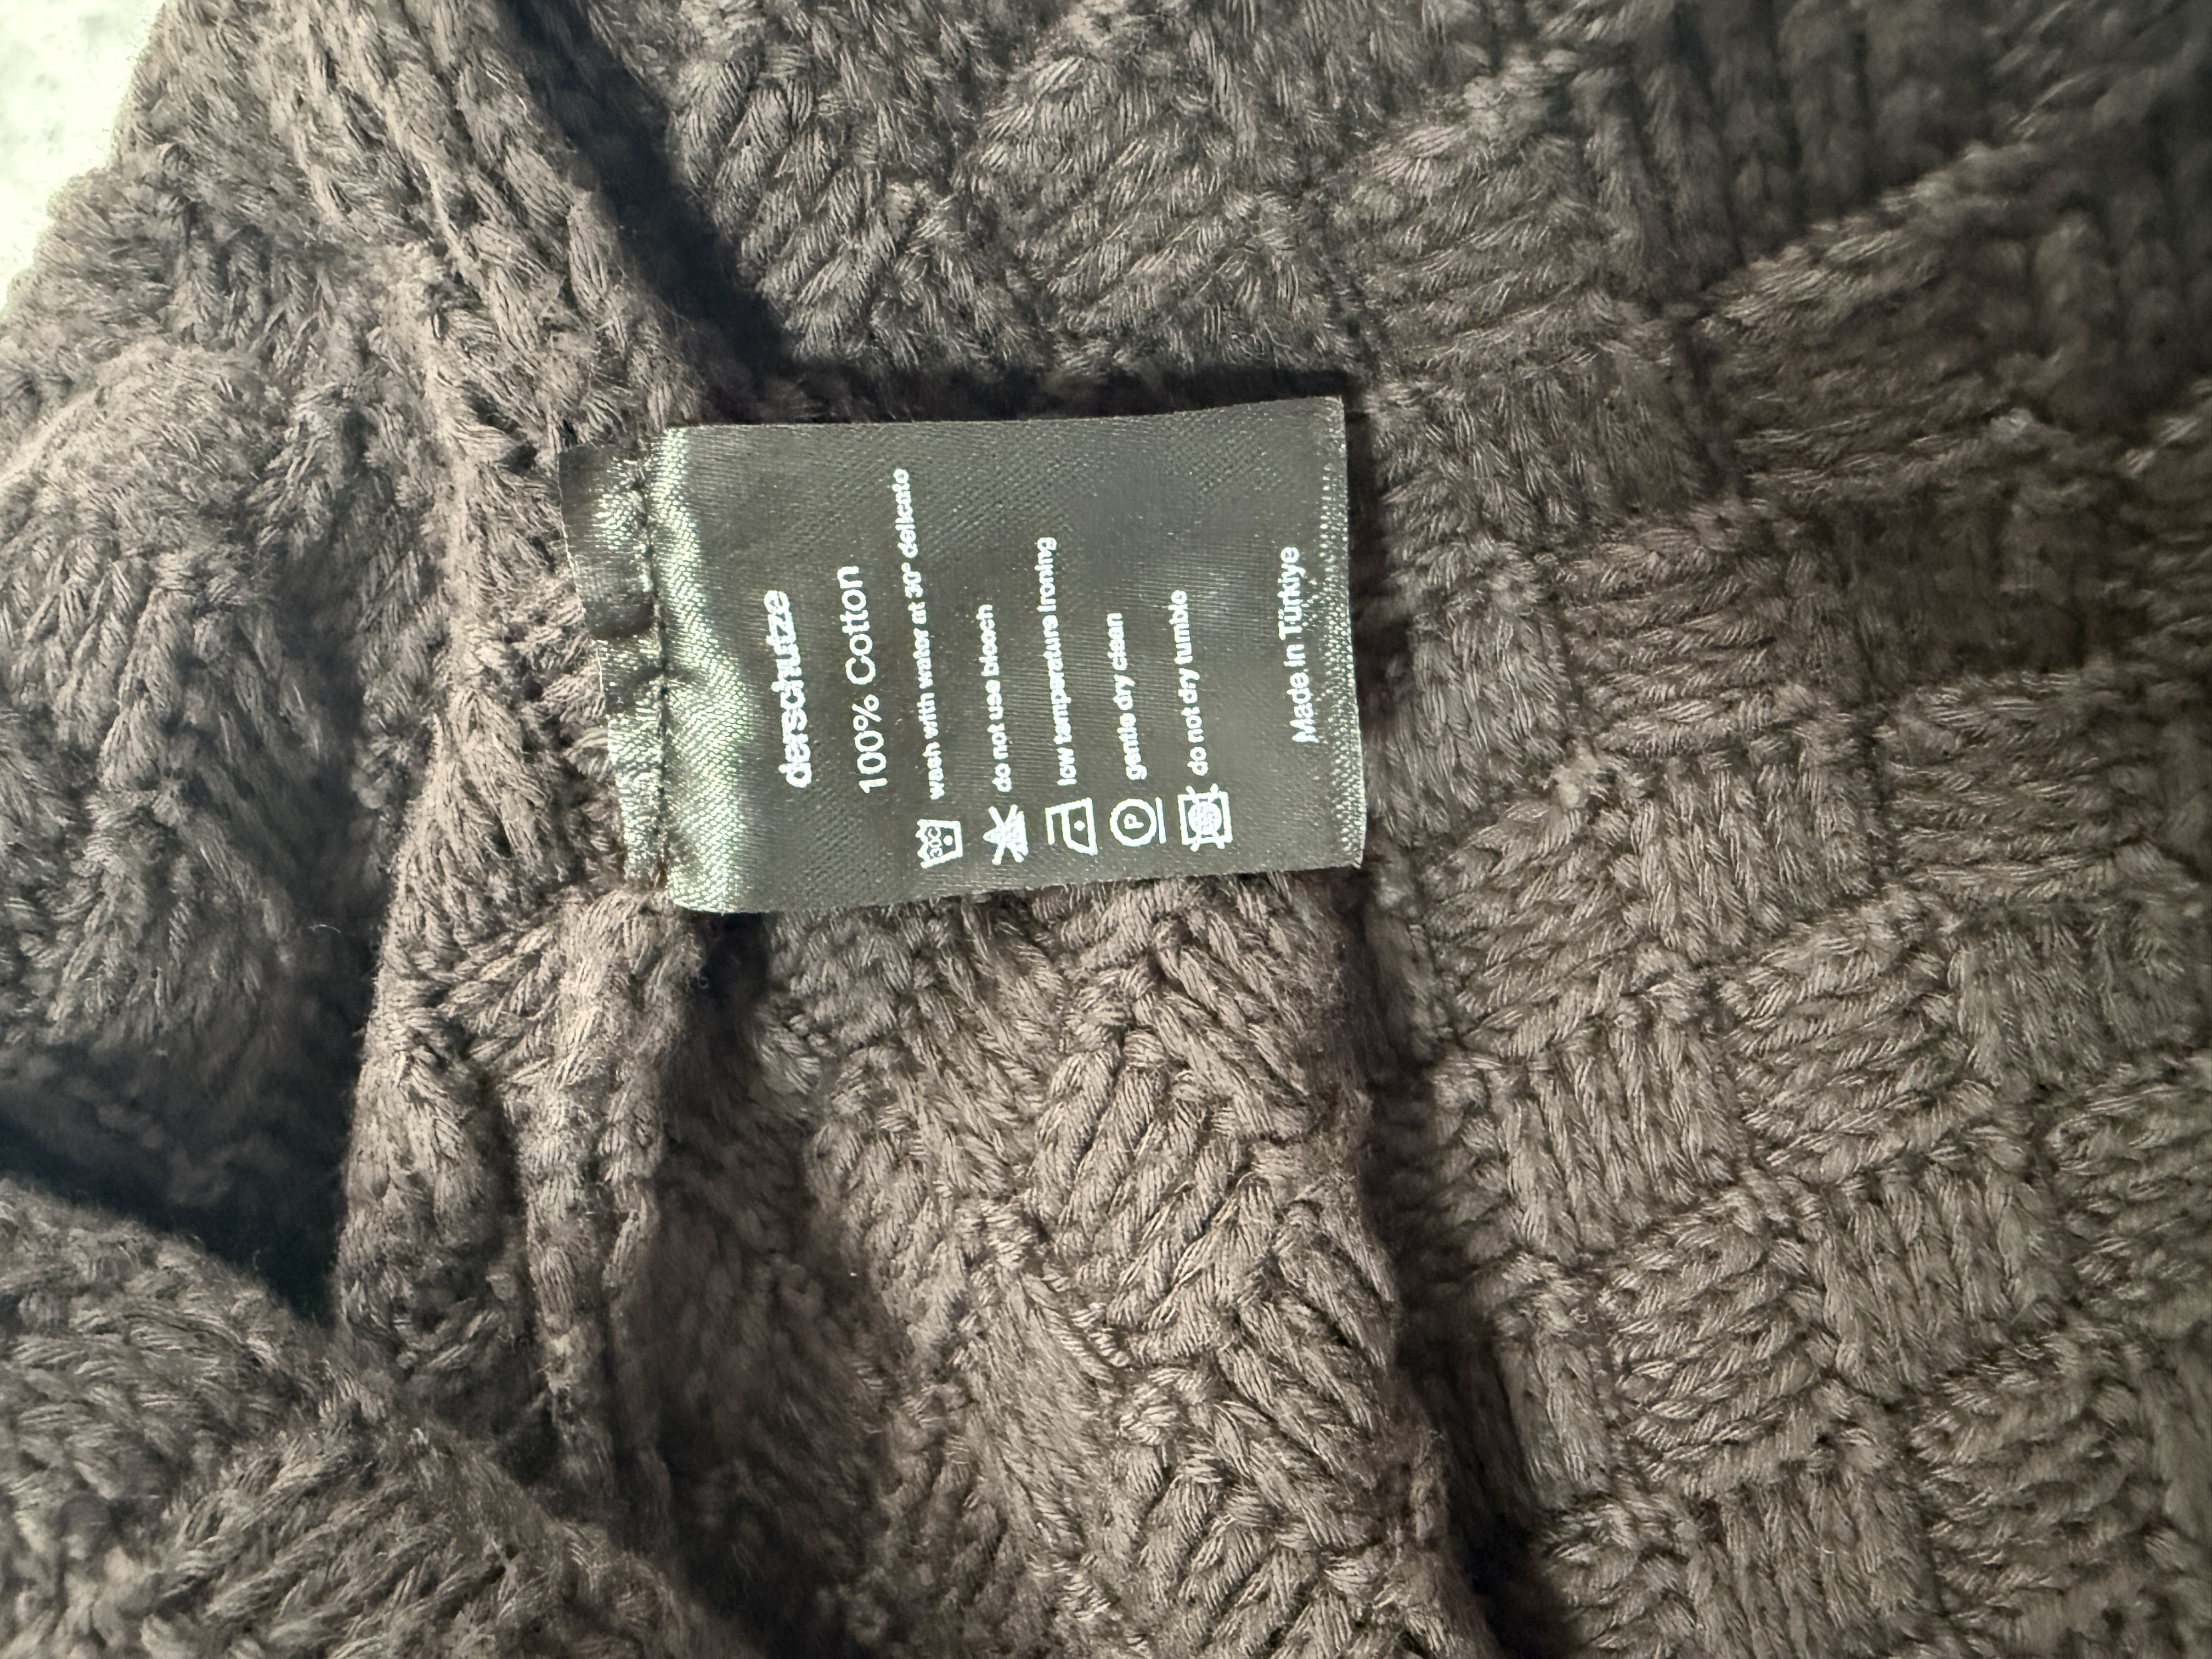 derschutze
100% Cotton
30C wash with water at 30° delicate
do not use bleach
low temperature ironing
P gentle dry clean
do not dry tumble
Made in Türkiye